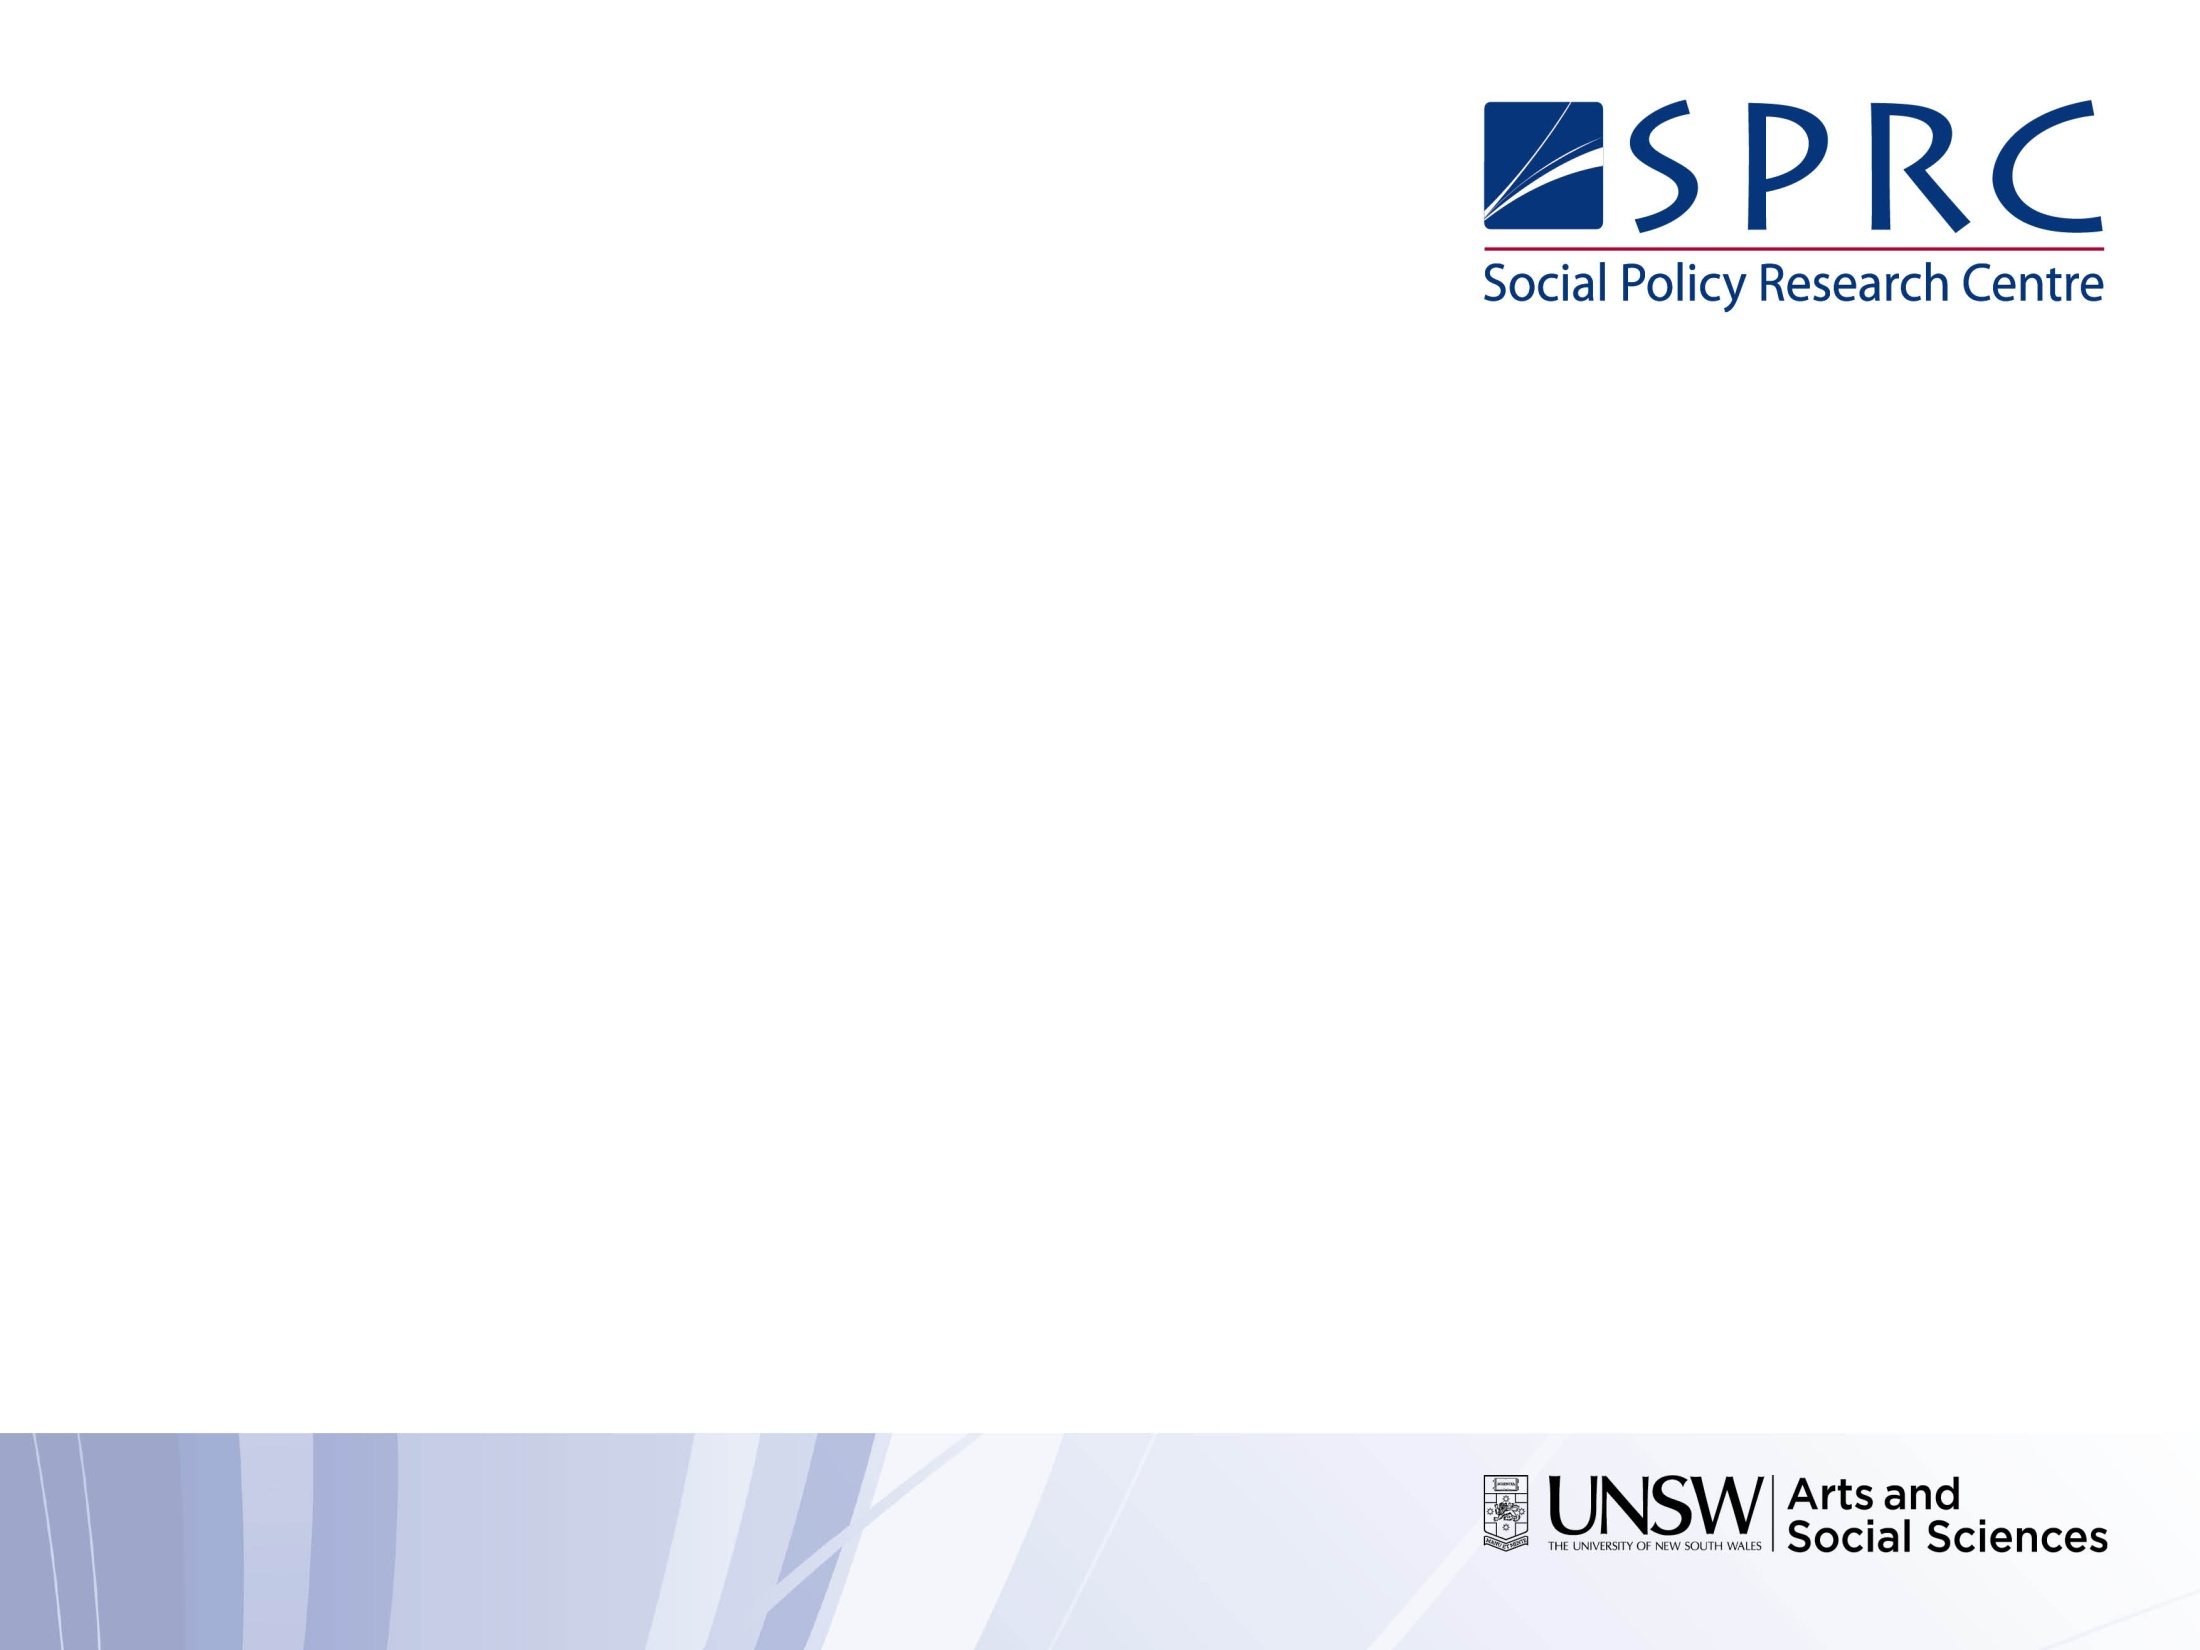 SPRC
Social Policy Research Centre
UNSW
THE UNIVERSITY OF NEW SOUTH WALES
Arts and
Social Sciences